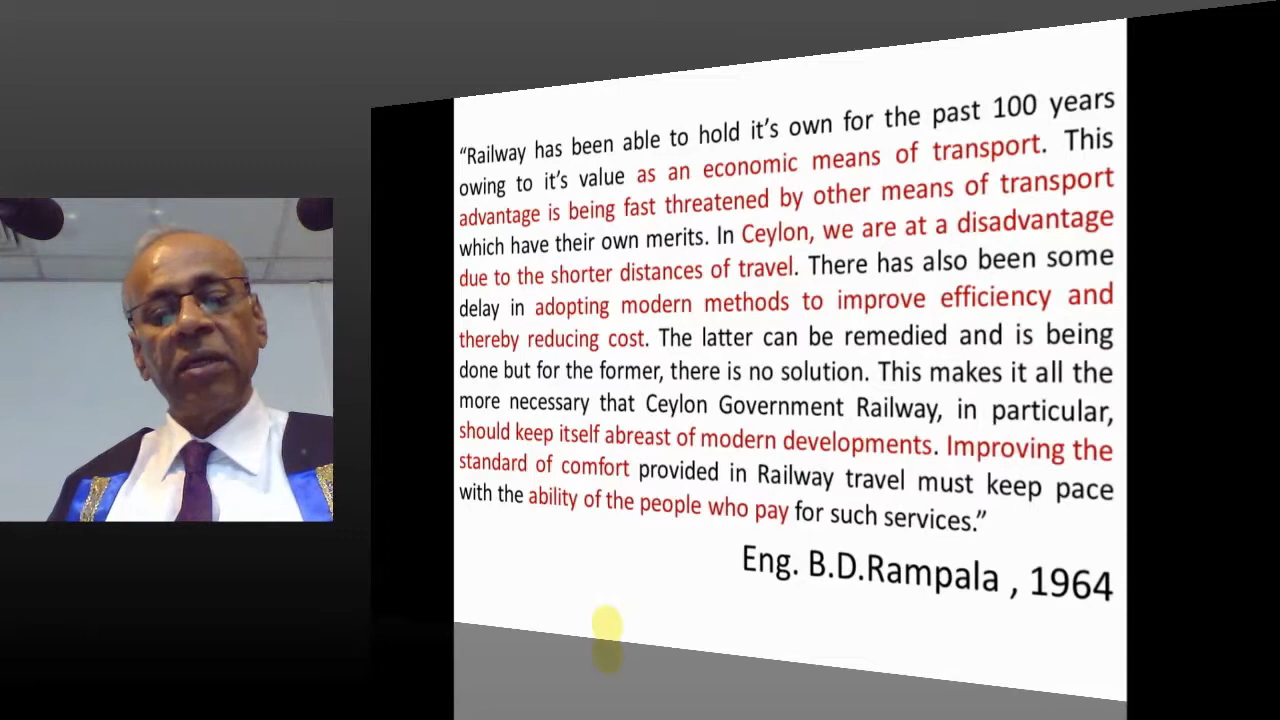 “Railway has been able to hold it’s own for the past 100 years
owing to it’s value as an economic means of transport. This
advantage is being fast threatened by other means of transport
which have their own merits. In Ceylon, we are at a disadvantage
due to the shorter distances of travel. There has also been some
delay in adopting modern methods to improve efficiency and
thereby reducing cost. The latter can be remedied and is being
done but for the former, there is no solution. This makes it all the
more necessary that Ceylon Government Railway, in particular,
should keep itself abreast of modern developments. Improving the
standard of comfort provided in Railway travel must keep pace
with the ability of the people who pay for such services.”
Eng. B.D.Rampala , 1964